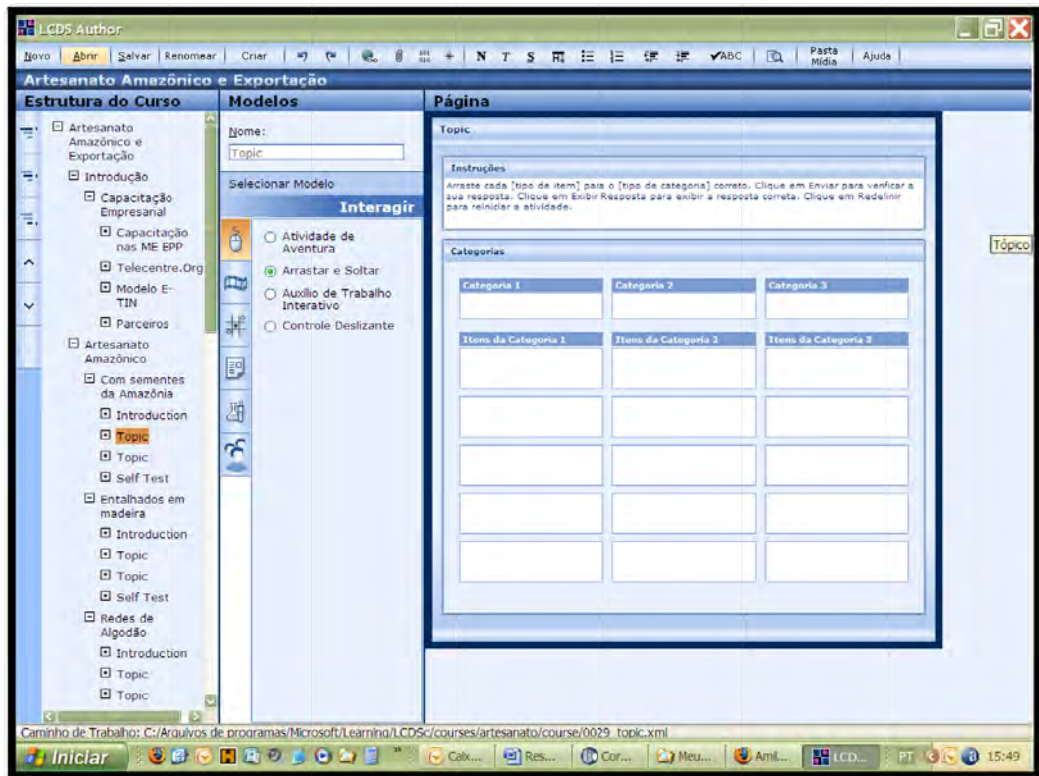 LCDS Author
Novo Abrir Salvar Renomear Criar N T S ABC Pasta Mídia Ajuda
Artesanato Amazônico e Exportação
Estrutura do Curso
Artesanato
Amazônico e
Exportação
Introdução
Capacitação
Empresarial
Capacitação
nas ME EPP
Telecentre.Org
Modelo E-
TIN
Parceiros
Artesanato
Amazônico
Com sementes
da Amazônia
Introduction
Topic
Topic
Self Test
Entalhados em
madeira
Introduction
Topic
Topic
Self Test
Redes de
Algodão
Introduction
Topic
Topic
Modelos
Nome:
Topic
Selecionar Modelo
Interagir
Atividade de
Aventura
Arrastar e Soltar
Auxílio de Trabalho
Interativo
Controle Deslizante
Página
Topic
Instruções
Arraste cada [tipo de item] para o [tipo de categoria] correto. Clique em Enviar para verificar a
sua resposta. Clique em Exibir Resposta para exibir a resposta correta. Clique em Redefinir
para reiniciar a atividade.
Categorias
Categoria 1 Categoria 2 Categoria 3
Itens da Categoria 1 Itens da Categoria 2 Itens da Categoria 3
Tópico
Caminho de Trabalho: C:/Arquivos de programas/Microsoft/Learning/LCDSc/courses/artesanato/course/0029_topic.xml
Iniciar Caix... Res... Cor... Meu... Amil... LCD... PT 15:49